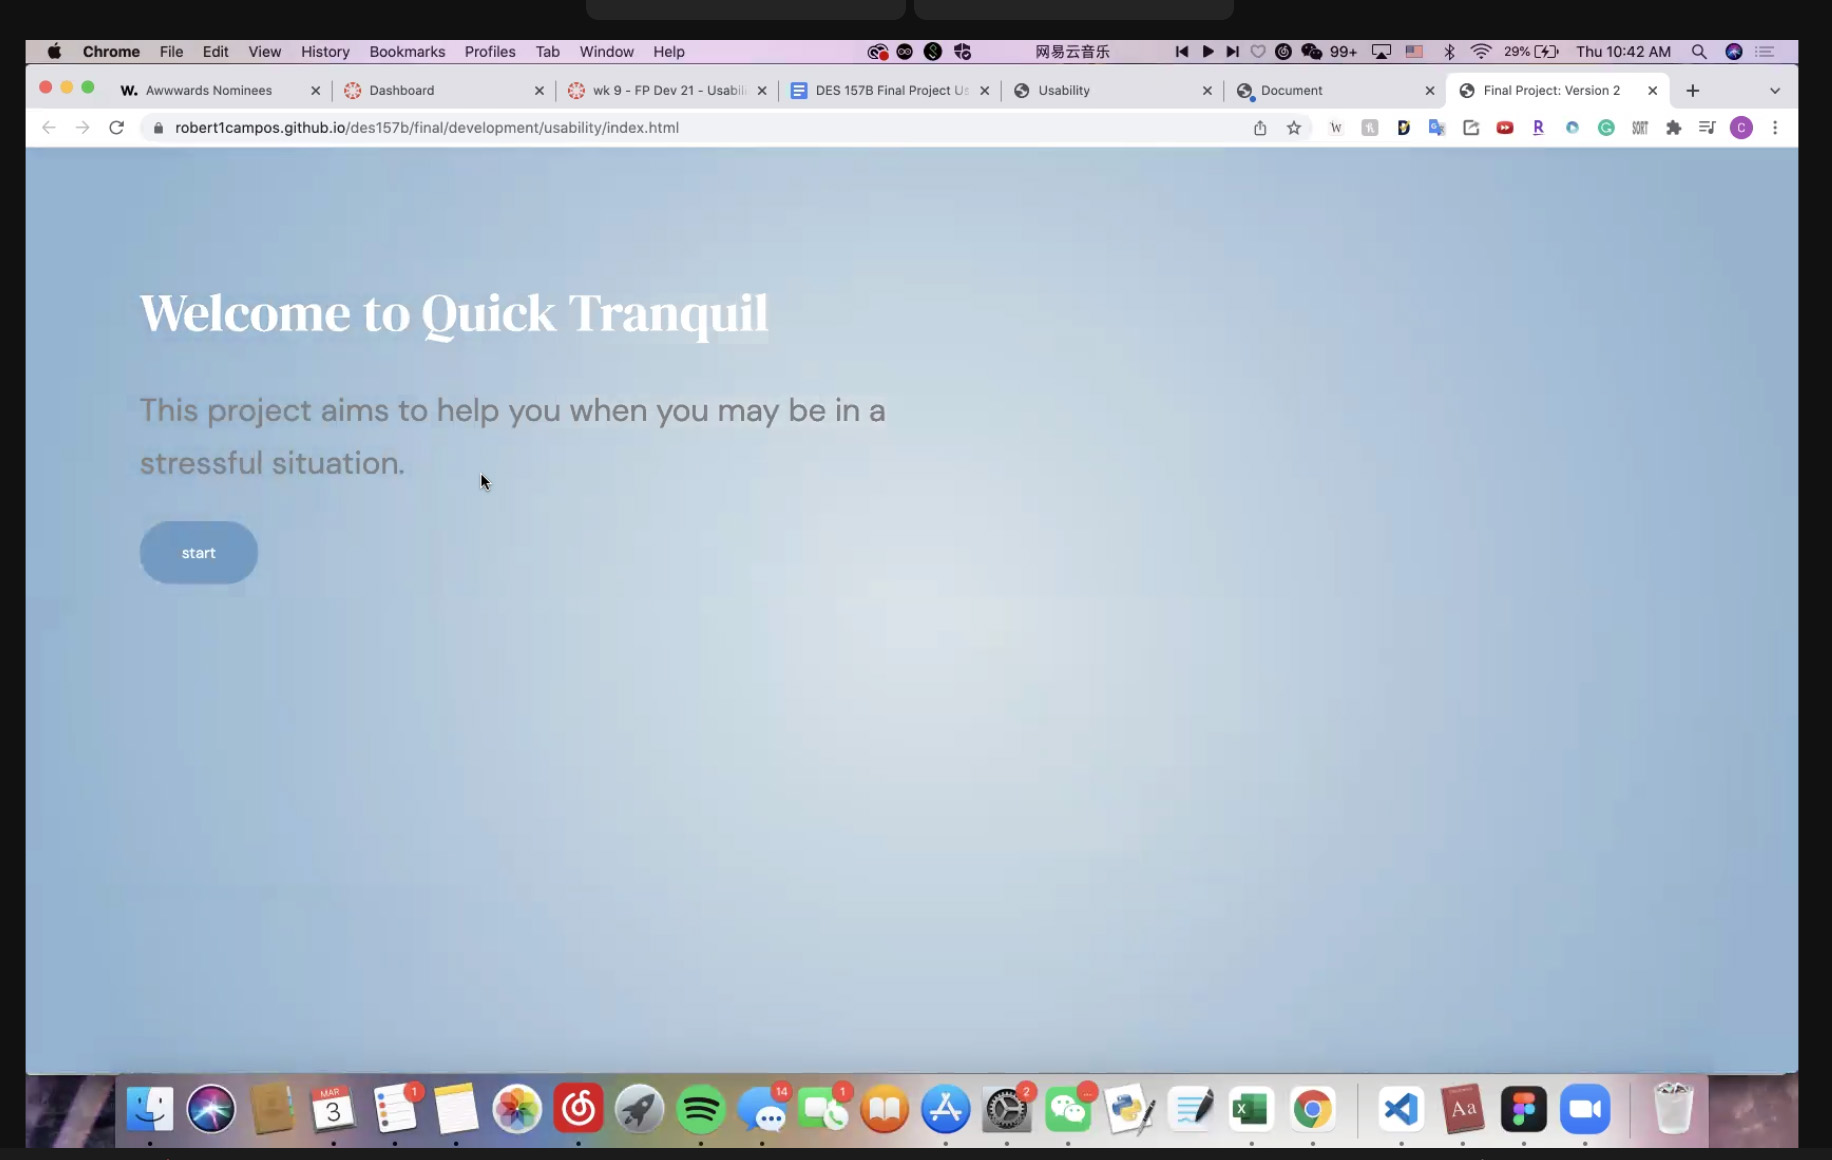 Chrome File Edit View History Bookmarks Profiles Tab Window Help 网易云音乐 99+ 29% Thu 10:42 AM
W. Awwwards Nominees Dashboard wk 9 - FP Dev 21 - Usabili DES 157B Final Project Us Usability Document Final Project: Version 2
robert1campos.github.io/des157b/final/development/usability/index.html W R SORT C
Welcome to Quick Tranquil
This project aims to help you when you may be in a
stressful situation.
start
MAR 3 1 14 1 2 ... Aa